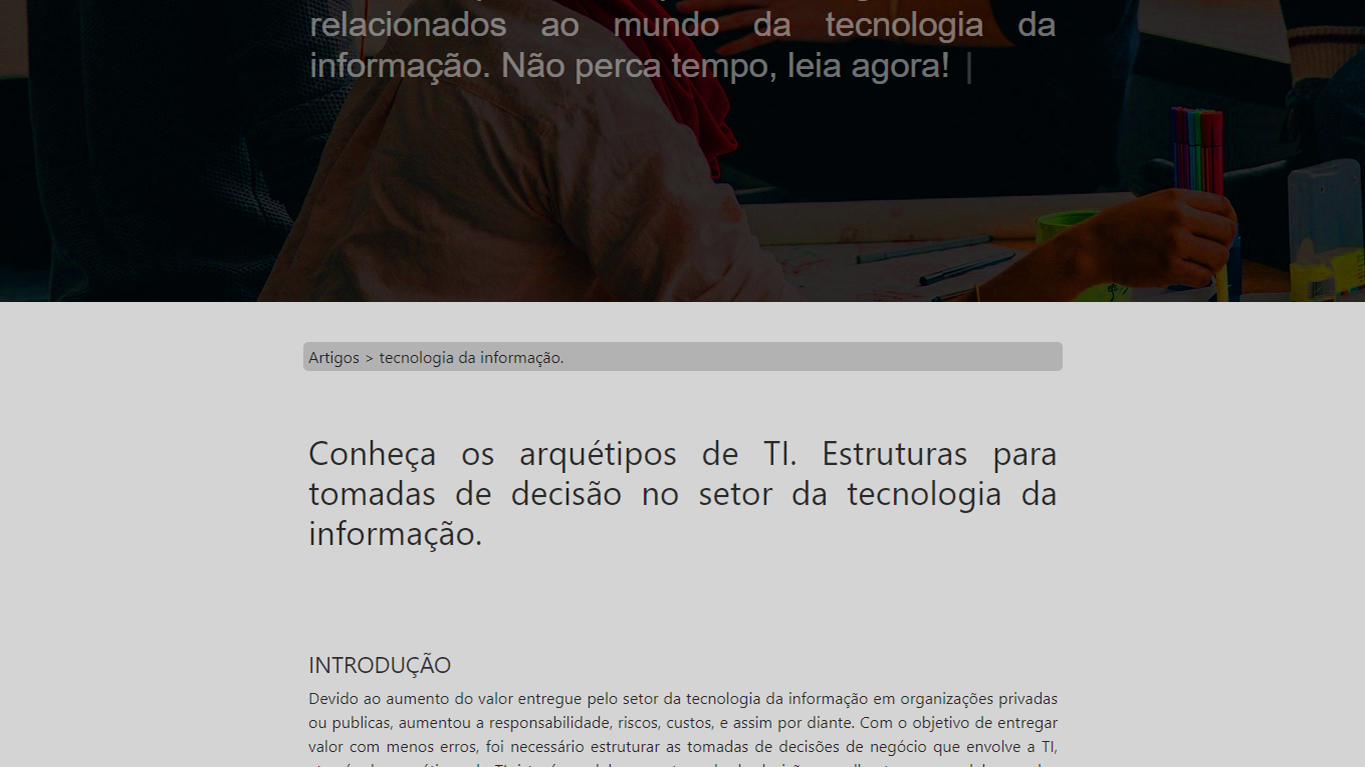 relacionados ao mundo da tecnologia da
informação. Não perca tempo, leia agora! |
Artigos > tecnologia da informação.
Conheça os arquétipos de TI. Estruturas para
tomadas de decisão no setor da tecnologia da
informação.
INTRODUÇÃO
Devido ao aumento do valor entregue pelo setor da tecnologia da informação em organizações privadas
ou publicas, aumentou a responsabilidade, riscos, custos, e assim por diante. Com o objetivo de entregar
valor com menos erros, foi necessário estruturar as tomadas de decisões de negócio que envolve a TI,